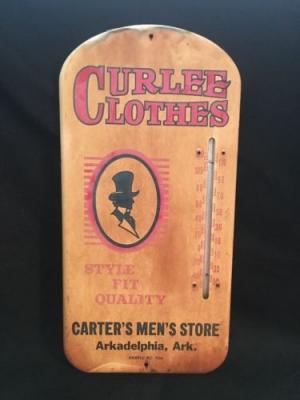 CURLEE
CLOTHES
STYLE
FIT
QUALITY
CARTER'S MEN'S STORE
Arkadelphia, Ark.